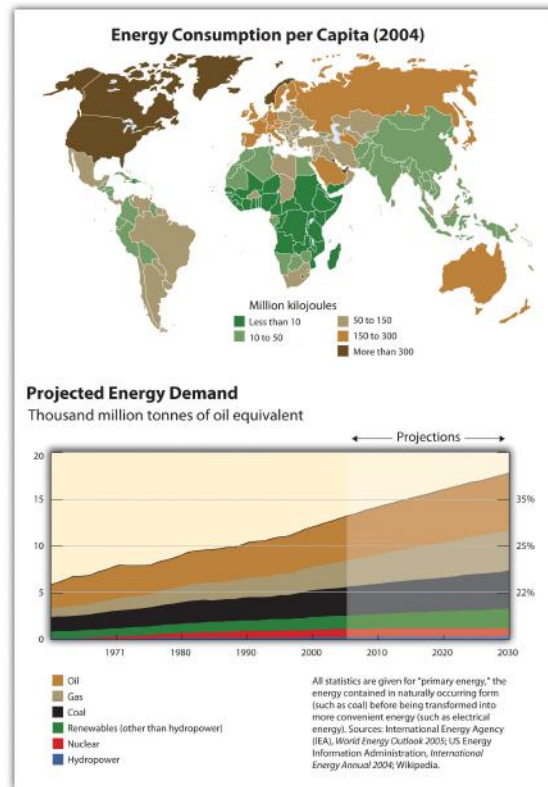 Energy Consumption per Capita (2004)
Million kilojoules
Less than 10
10 to 50
50 to 150
150 to 300
More than 300
Projected Energy Demand
Thousand million tonnes of oil equivalent
Projections
20
15
10
5
0
35%
25%
22%
1971
1980
1990
2000
2010
2020
2030
Oil
Gas
Coal
Renewables (other than hydropower)
Nuclear
Hydropower
All statistics are given for "primary energy," the
energy contained in naturally occurring form
(such as coal) before being transformed into
more convenient energy (such as electrical
energy). Sources: International Energy Agency
(IEA), World Energy Outlook 2005; US Energy
Information Administration, International
Energy Annual 2004; Wikipedia.